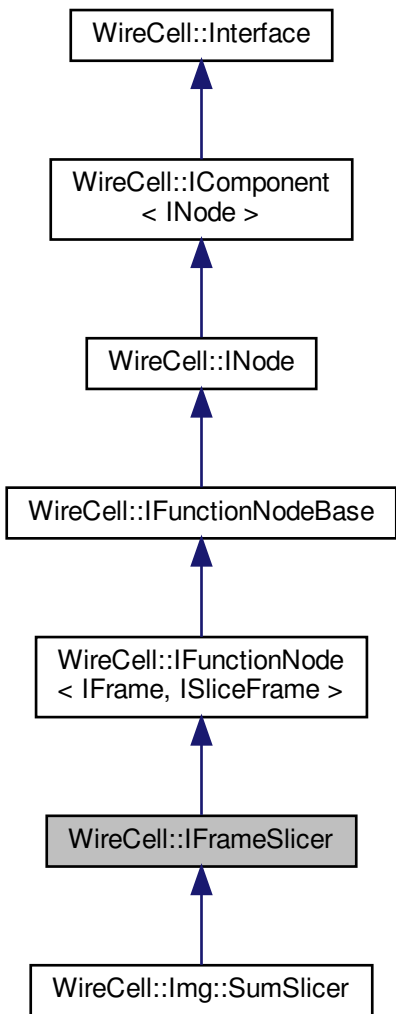 WireCell::Interface
WireCell::IComponent
< INode >
WireCell::INode
WireCell::IFunctionNodeBase
WireCell::IFunctionNode
< IFrame, ISliceFrame >
WireCell::IFrameSlicer
WireCell::Img::SumSlicer